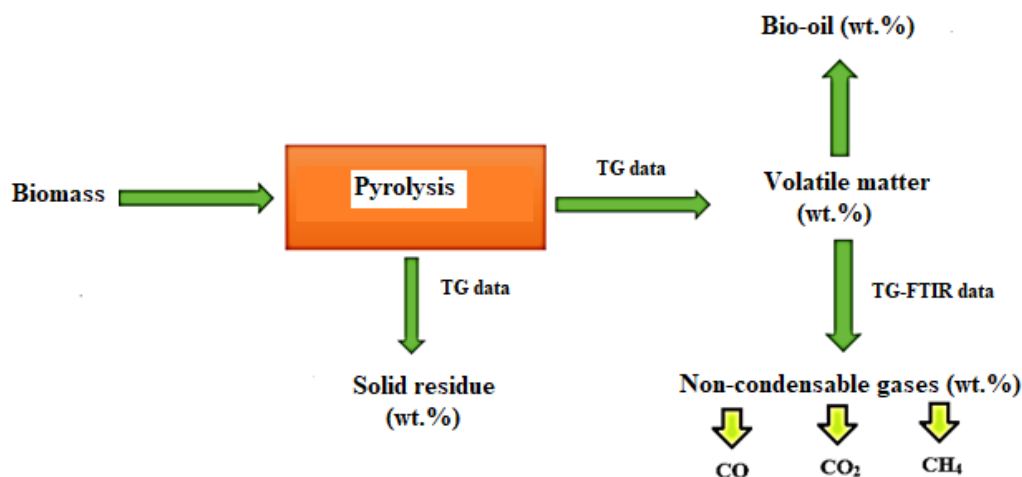 Bio-oil (wt.%)
Biomass
Pyrolysis
TG data
Volatile matter
(wt.%)
TG data
TG-FTIR data
Solid residue
(wt.%)
Non-condensable gases (wt.%)
CO
CO₂
CH₄